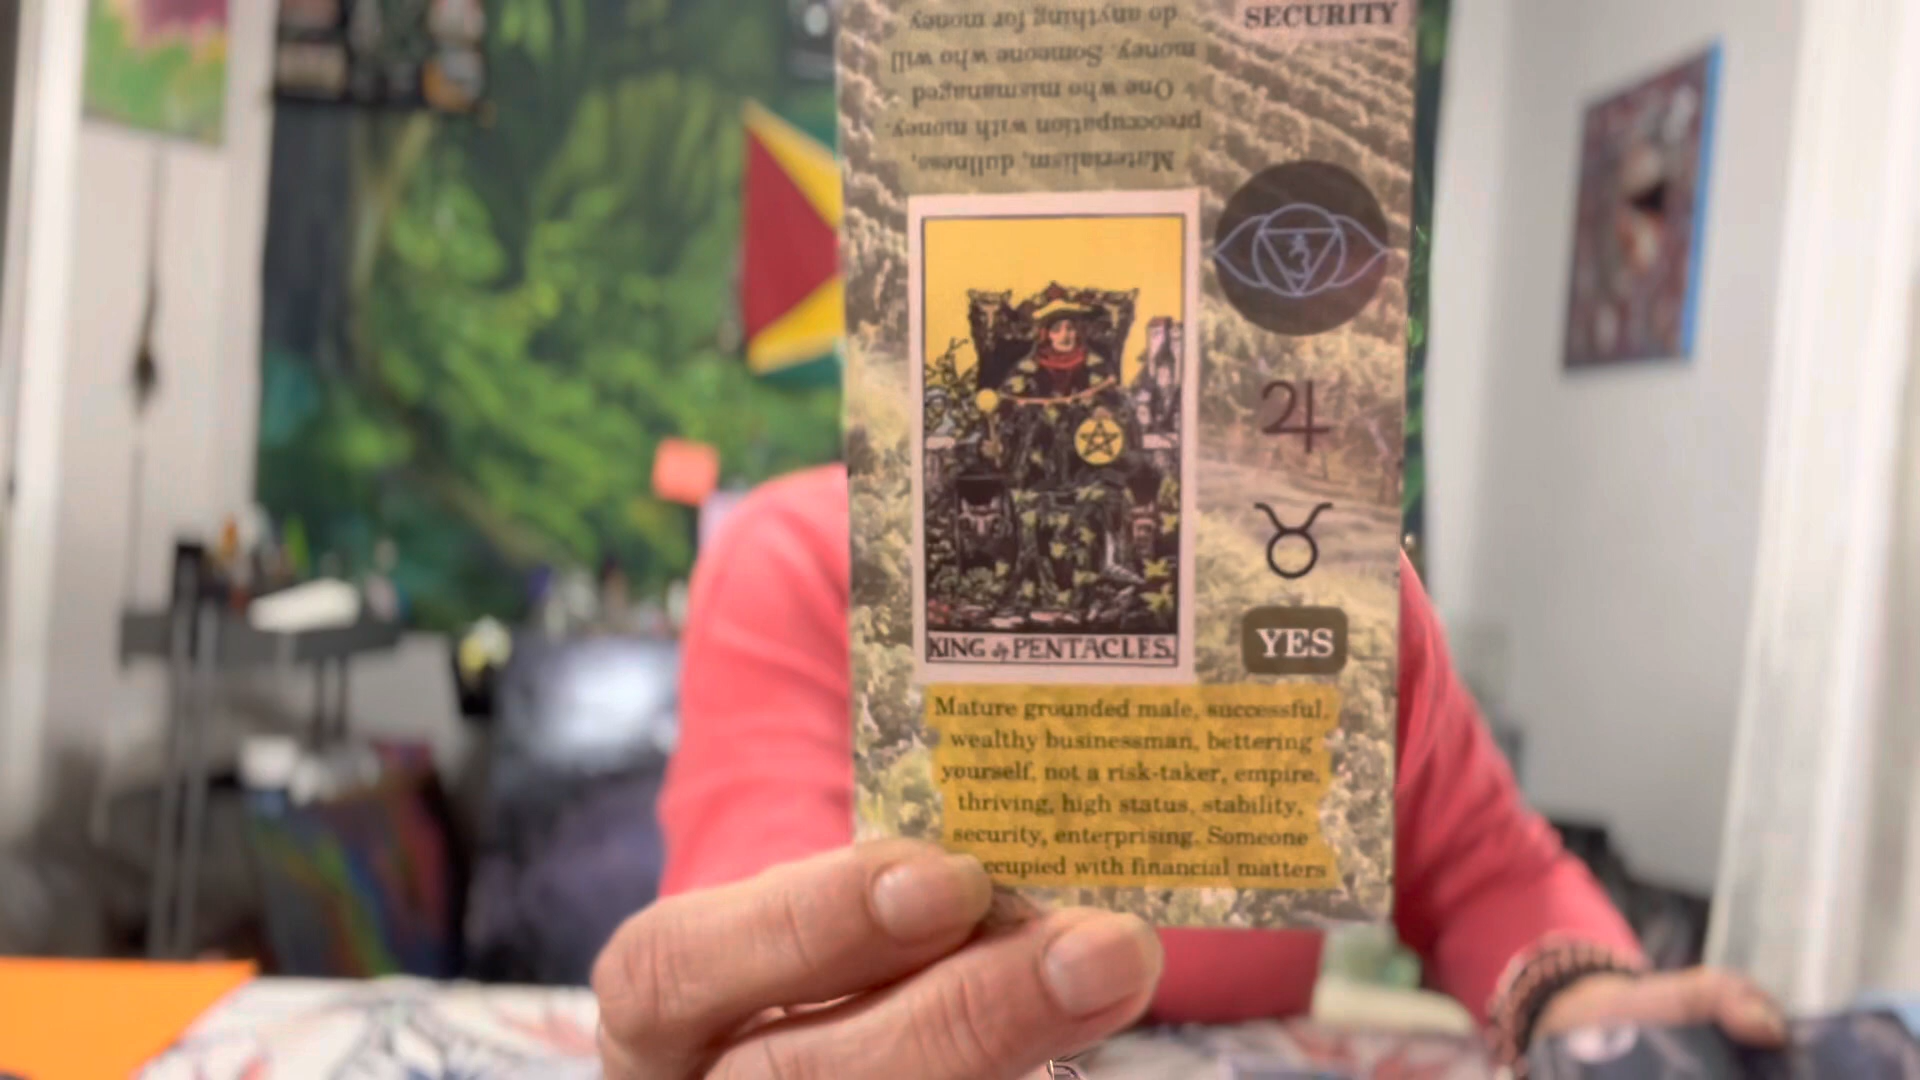 SECURITY
do anything for money
money. Someone who will
One who mismanaged
preoccupation with money.
Materialism, dullness,
KING of PENTACLES.
YES
Mature grounded male, successful,
wealthy businessman, bettering
yourself, not a risk-taker, empire,
thriving, high status, stability,
security, enterprising. Someone
ccupied with financial matters